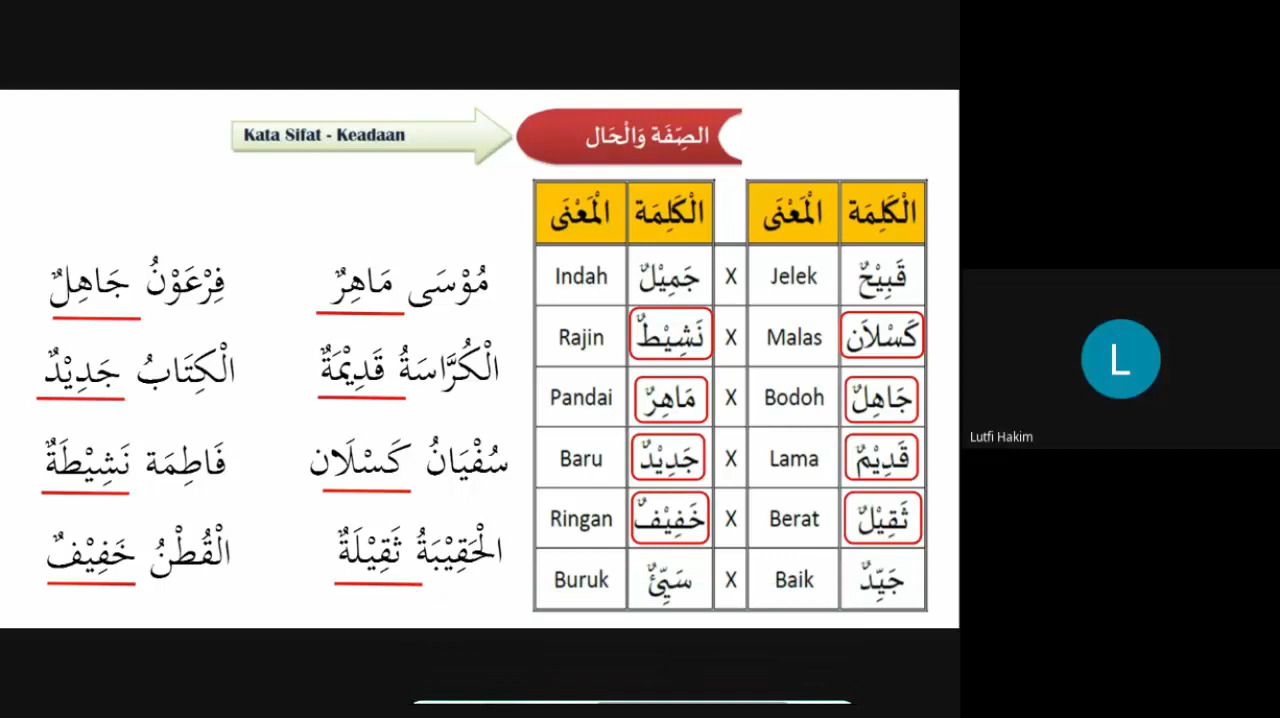 Kata Sifat - Keadaan
الصِّفَة وَالْحَال
الْكَلِمَة الْمَعْنَى الْكَلِمَة الْمَعْنَى
قَبِيْحٌ Jelek X جَمِيْلٌ Indah
كَسْلَان Malas X نَشِيْطٌ Rajin
جَاهِلٌ Bodoh X مَاهِرٌ Pandai
قَدِيْمٌ Lama X جَدِيْدٌ Baru
ثَقِيْلٌ Berat X خَفِيْفٌ Ringan
جَيِّدٌ Baik X سَيِّئٌ Buruk
مُوْسَى مَاهِرٌ
فِرْعَوْنُ جَاهِلٌ
الْكُرَّاسَةُ قَدِيْمَةٌ
الْكِتَابُ جَدِيْدٌ
سُفْيَانُ كَسْلَان
فَاطِمَة نَشِيْطَةٌ
الْحَقِيْبَةُ ثَقِيْلَةٌ
الْقُطْنُ خَفِيْفٌ
L
Lutfi Hakim